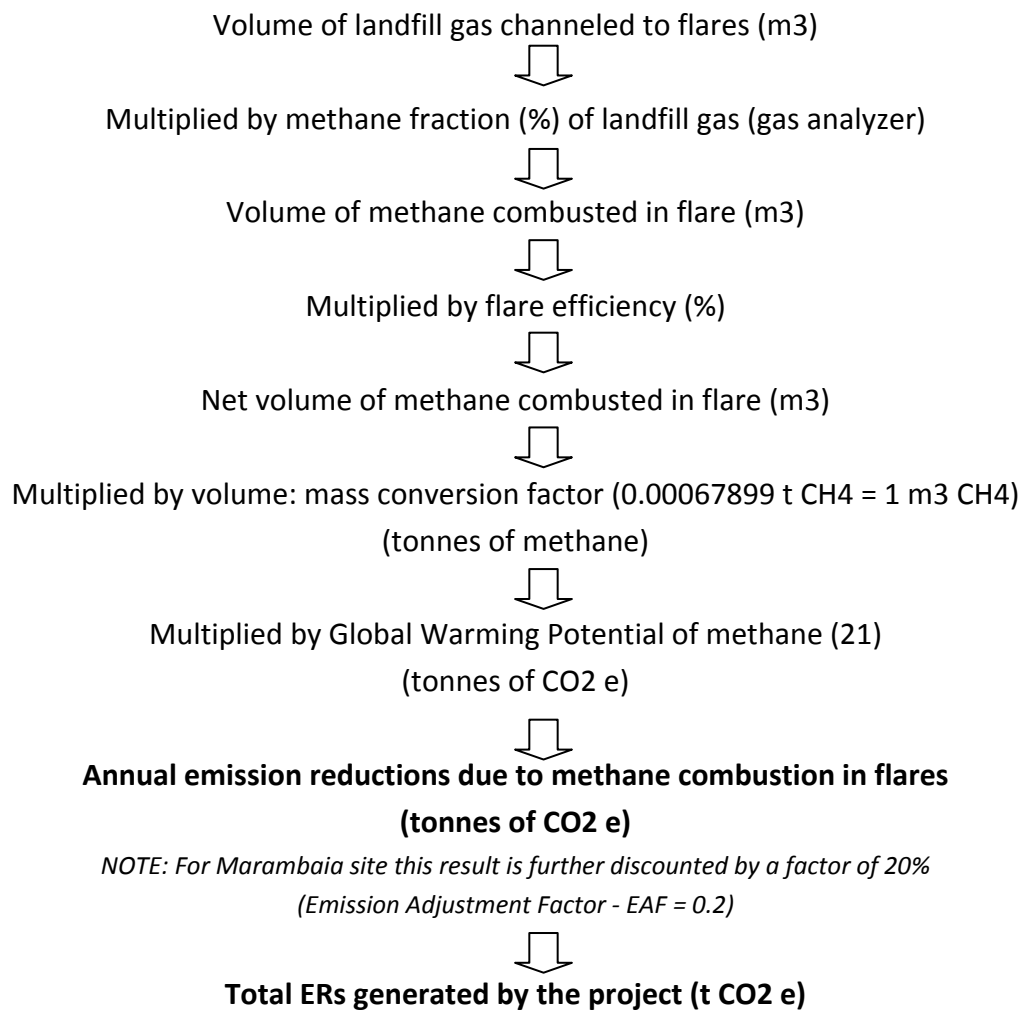 Volume of landfill gas channeled to flares (m3)
Multiplied by methane fraction (%) of landfill gas (gas analyzer)
Volume of methane combusted in flare (m3)
Multiplied by flare efficiency (%)
Net volume of methane combusted in flare (m3)
Multiplied by volume: mass conversion factor (0.00067899 t CH4 = 1 m3 CH4)
(tonnes of methane)
Multiplied by Global Warming Potential of methane (21)
(tonnes of CO2 e)
Annual emission reductions due to methane combustion in flares
(tonnes of CO2 e)
NOTE: For Marambaia site this result is further discounted by a factor of 20%
(Emission Adjustment Factor - EAF = 0.2)
Total ERs generated by the project (t CO2 e)